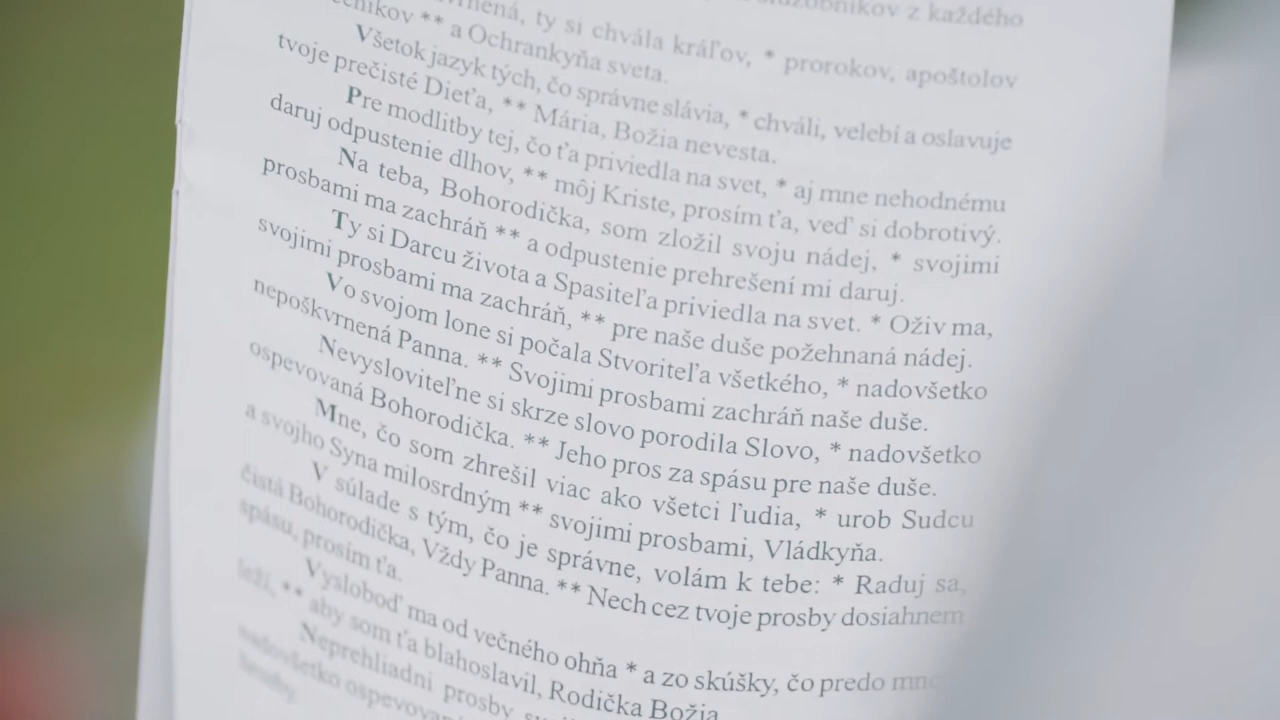 z každého
ty si chvála kráľov, * prorokov, apoštolov
** a Ochrankyňa sveta.
Všetok jazyk tých, čo správne slávia, * chváli, velebí a oslavuje
tvoje prečisté Dieťa, ** Mária, Božia nevesta.
Pre modlitby tej, čo ťa priviedla na svet, * aj mne nehodnému
daruj odpustenie dlhov, ** môj Kriste, prosím ťa, veď si dobrotivý.
Na teba, Bohorodička, som zložil svoju nádej, * svojimi
prosbami ma zachráň ** a odpustenie prehrešení mi daruj.
Ty si Darcu života a Spasiteľa priviedla na svet. * Oživ ma,
svojimi prosbami ma zachráň, ** pre naše duše požehnaná nádej.
Vo svojom lone si počala Stvoriteľa všetkého, * nadovšetko
nepoškvrnená Panna. ** Svojimi prosbami zachráň naše duše.
Nevysloviteľne si skrze slovo porodila Slovo, * nadovšetko
ospevovaná Bohorodička. ** Jeho pros za spásu pre naše duše.
Mne, čo som zhrešil viac ako všetci ľudia, * urob Sudcu
a svojho Syna milosrdným ** svojimi prosbami, Vládkyňa.
V súlade s tým, čo je správne, volám k tebe: * Raduj sa,
čistá Bohorodička, Vždy Panna. ** Nech cez tvoje prosby dosiahnem
spásu, prosím ťa.
Vysloboď ma od večného ohňa * a zo skúšky, čo predo mnou
leží, ** aby som ťa blahoslavil, Rodička Božia.
Neprehliadni prosby
nadovšetko